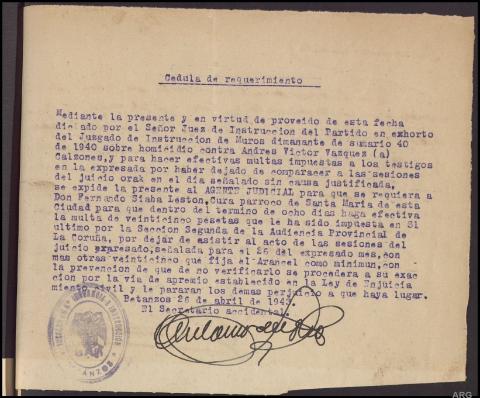 Cedula de requerimiento
Mediante la presente y en virtud de proveido de esta fecha
dictado por el Señor Juez de Instruccion del Partido en exhorto
del Juzgado de Instruccion de Muros dimanante de sumario 40
de 1940 sobre homicidio contra Andres Victor Vazquez (a)
Calzones,y para hacer efectivas multas impuestas a los testigos
en la expresada por haber dejado de comparecer a las sesiones
del juicio oral en el dia señalado sin causa justificada,
se expide la presente al AGENTE JUDICIAL para que se requiera a
Don Fernando Siaba Leston,Cura parroco de Santa Maria de esta
Ciudad para que dentro del termino de ocho dias haga efectiva
la multa de veinticinco pesetas que le ha sido impuesta en 31
ultimo por la Seccion Segunda de la Audiencia Provincial de
La Coruña, por dejar de asistir al acto de las sesiones del
juicio expresado,señalada para el 26 del expresado mes,con
mas otras veinticinco que fija el Arancel como minimun,con
la prevencion de que de no verificarlo se procedera a su exac
cion por la via de apremio establecido en la Ley de Enjuicia
miento civil y le pararan los demas perjuicio a que haya lugar.
Betanzos 26 de abril de
El Secretario accidental.
ARG